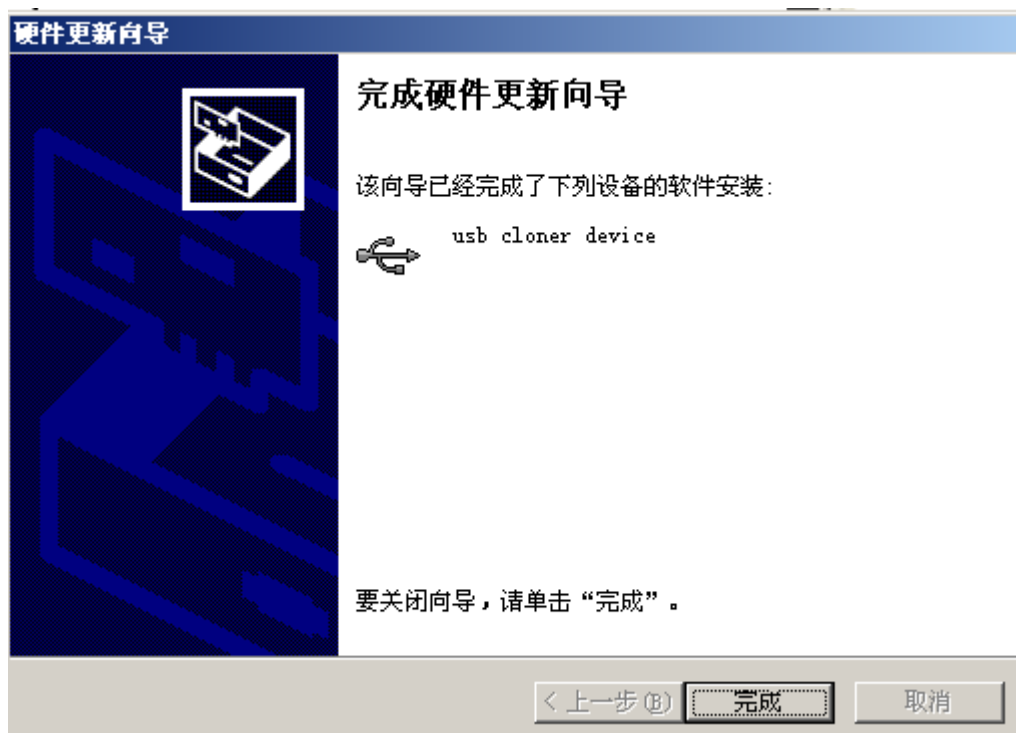 硬件更新向导
完成硬件更新向导
该向导已经完成了下列设备的软件安装:
usb cloner device
要关闭向导，请单击“完成”。
< 上一步(B)
完成
取消